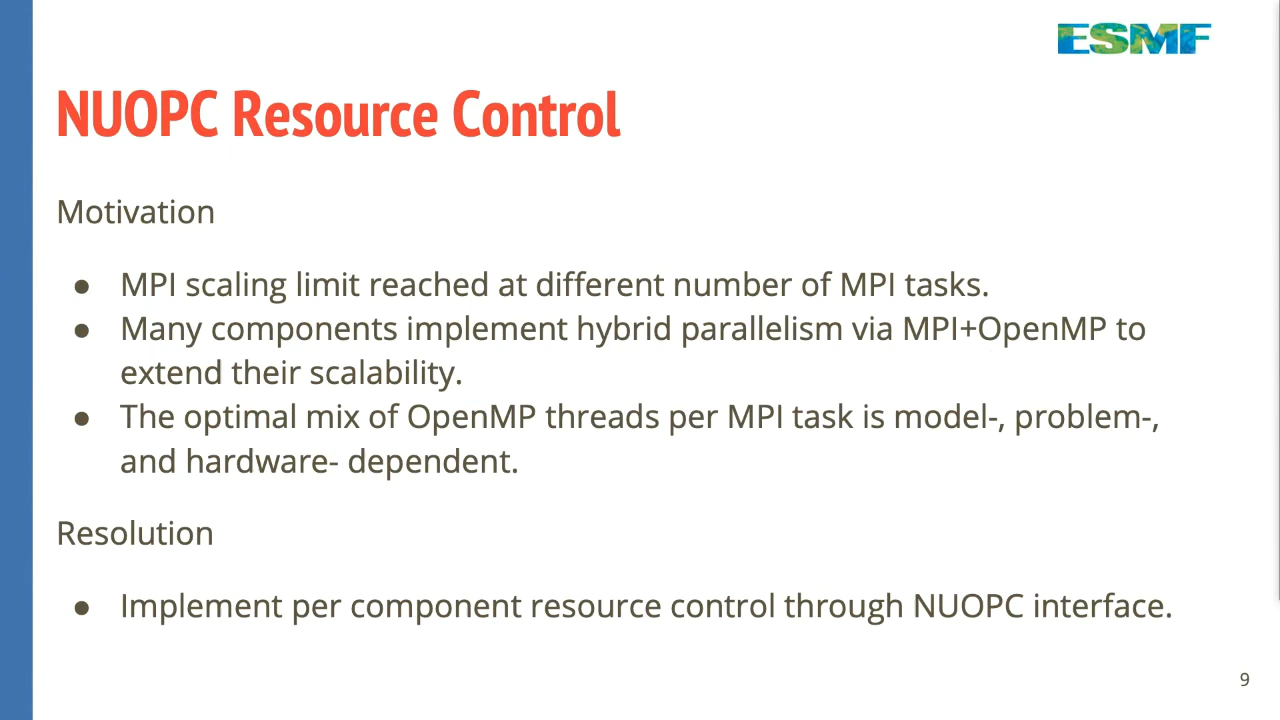 ESMF
NUOPC Resource Control
Motivation
● MPI scaling limit reached at different number of MPI tasks.
● Many components implement hybrid parallelism via MPI+OpenMP to
extend their scalability.
● The optimal mix of OpenMP threads per MPI task is model-, problem-,
and hardware- dependent.
Resolution
● Implement per component resource control through NUOPC interface.
9